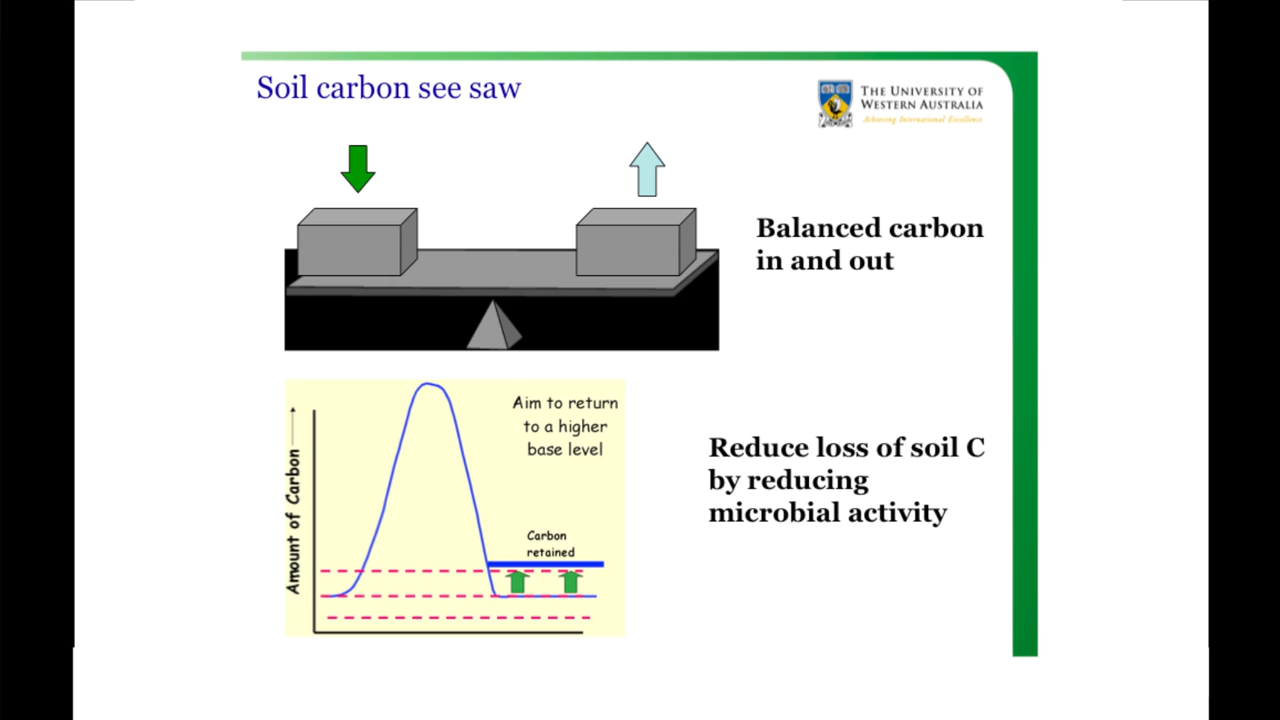 Soil carbon see saw
THE UNIVERSITY OF
WESTERN AUSTRALIA
Achieving International Excellence
Balanced carbon
in and out
Aim to return
to a higher
base level
Amount of Carbon
Carbon
retained
Reduce loss of soil C
by reducing
microbial activity